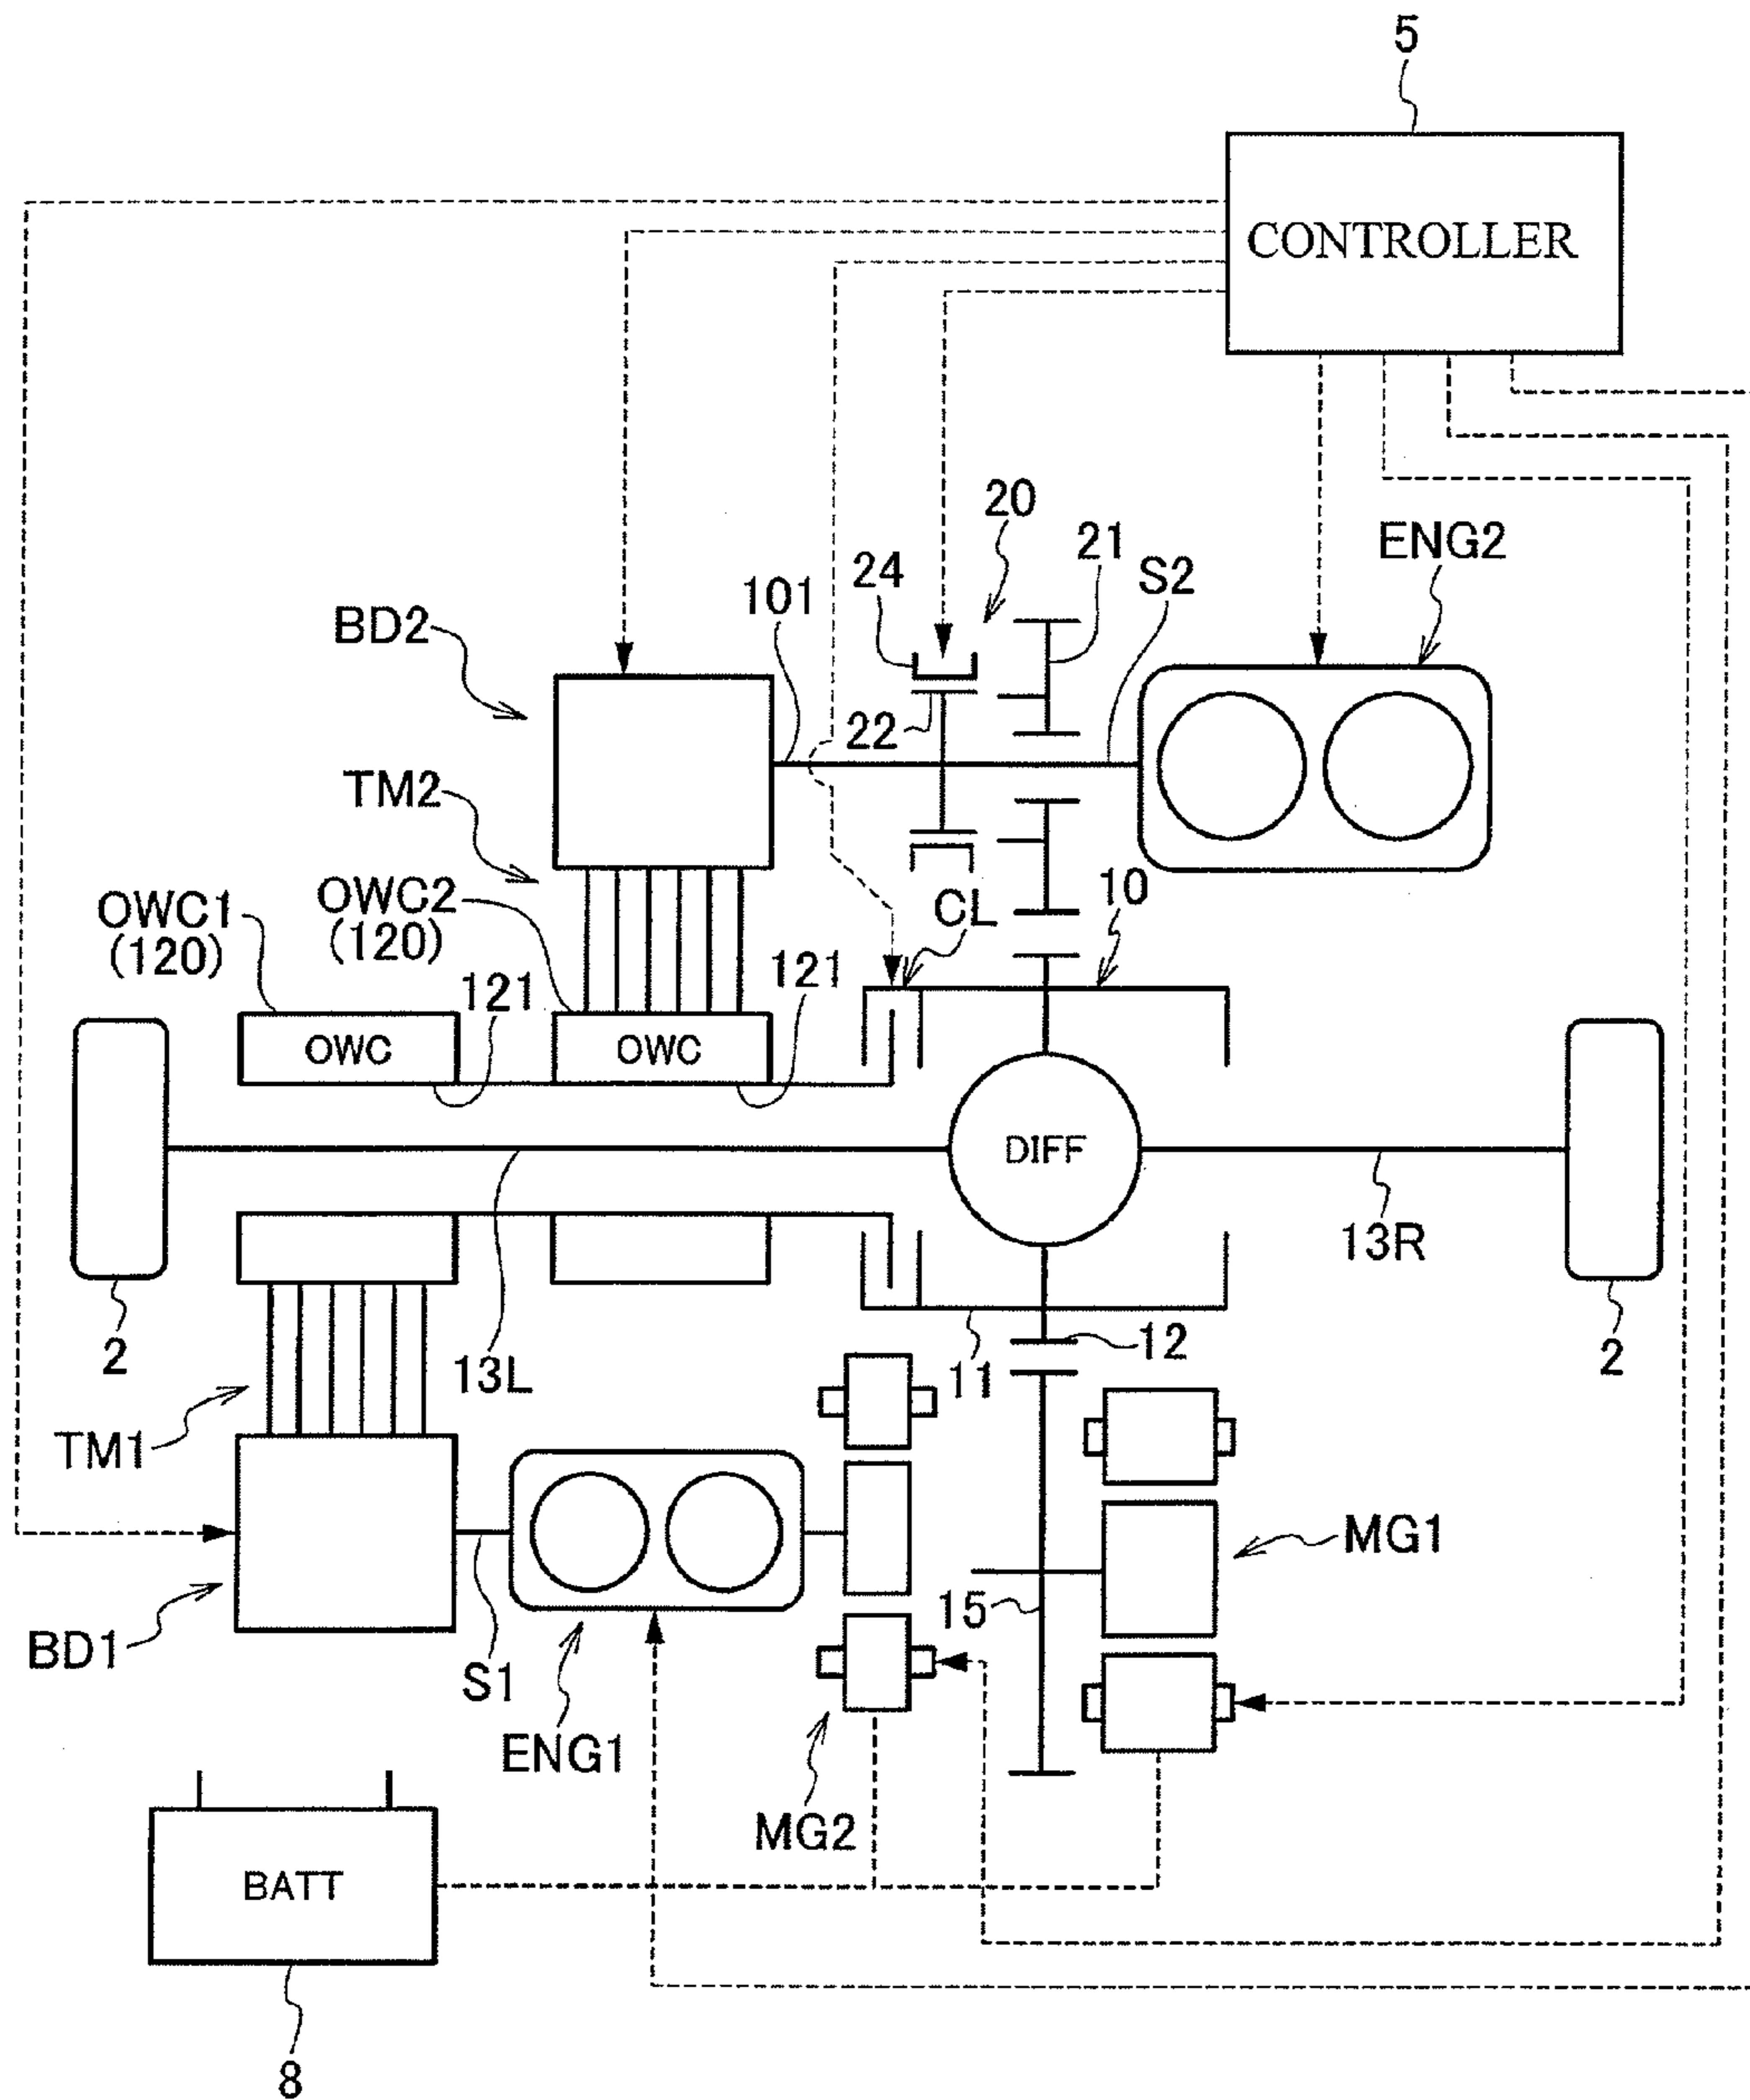 5
CONTROLLER
20
21
ENG2
24
S2
101
BD2
22
TM2
OWC2
(120)
CL
10
OWC1
(120)
121
121
OWC
OWC
DIFF
13R
2
13L
11
12
2
TM1
MG1
15
BD1
S1
ENG1
MG2
BATT
8